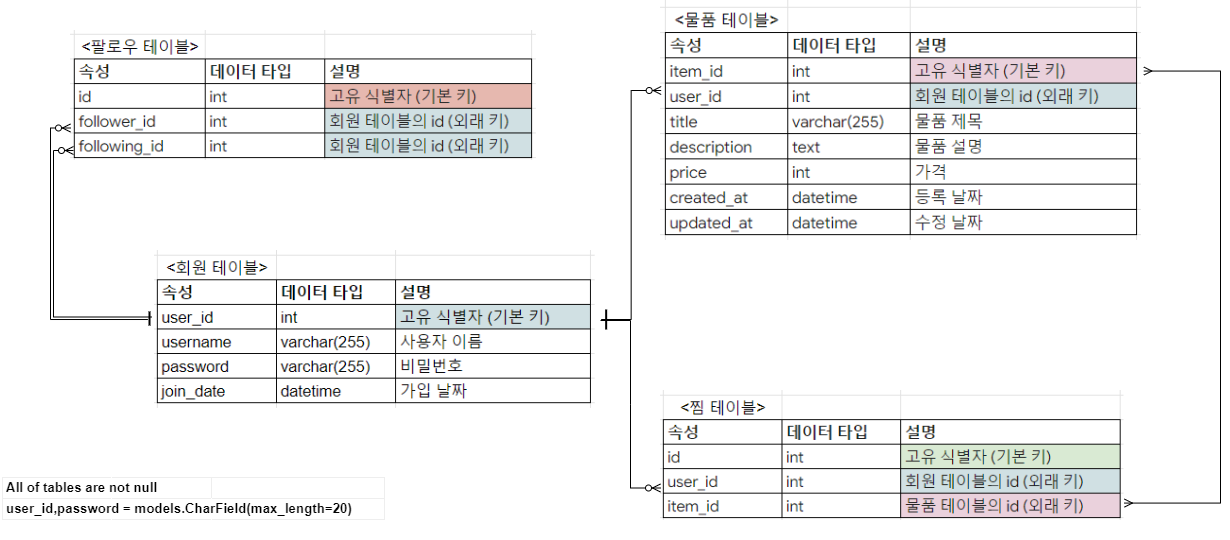 <팔로우 테이블>
속성 데이터 타입 설명
id int 고유 식별자 (기본 키)
follower_id int 회원 테이블의 id (외래 키)
following_id int 회원 테이블의 id (외래 키)
<물품 테이블>
속성 데이터 타입 설명
item_id int 고유 식별자 (기본 키)
user_id int 회원 테이블의 id (외래 키)
title varchar(255) 물품 제목
description text 물품 설명
price int 가격
created_at datetime 등록 날짜
updated_at datetime 수정 날짜
<회원 테이블>
속성 데이터 타입 설명
user_id int 고유 식별자 (기본 키)
username varchar(255) 사용자 이름
password varchar(255) 비밀번호
join_date datetime 가입 날짜
<찜 테이블>
속성 데이터 타입 설명
id int 고유 식별자 (기본 키)
user_id int 회원 테이블의 id (외래 키)
item_id int 물품 테이블의 id (외래 키)
All of tables are not null
user_id,password = models.CharField(max_length=20)